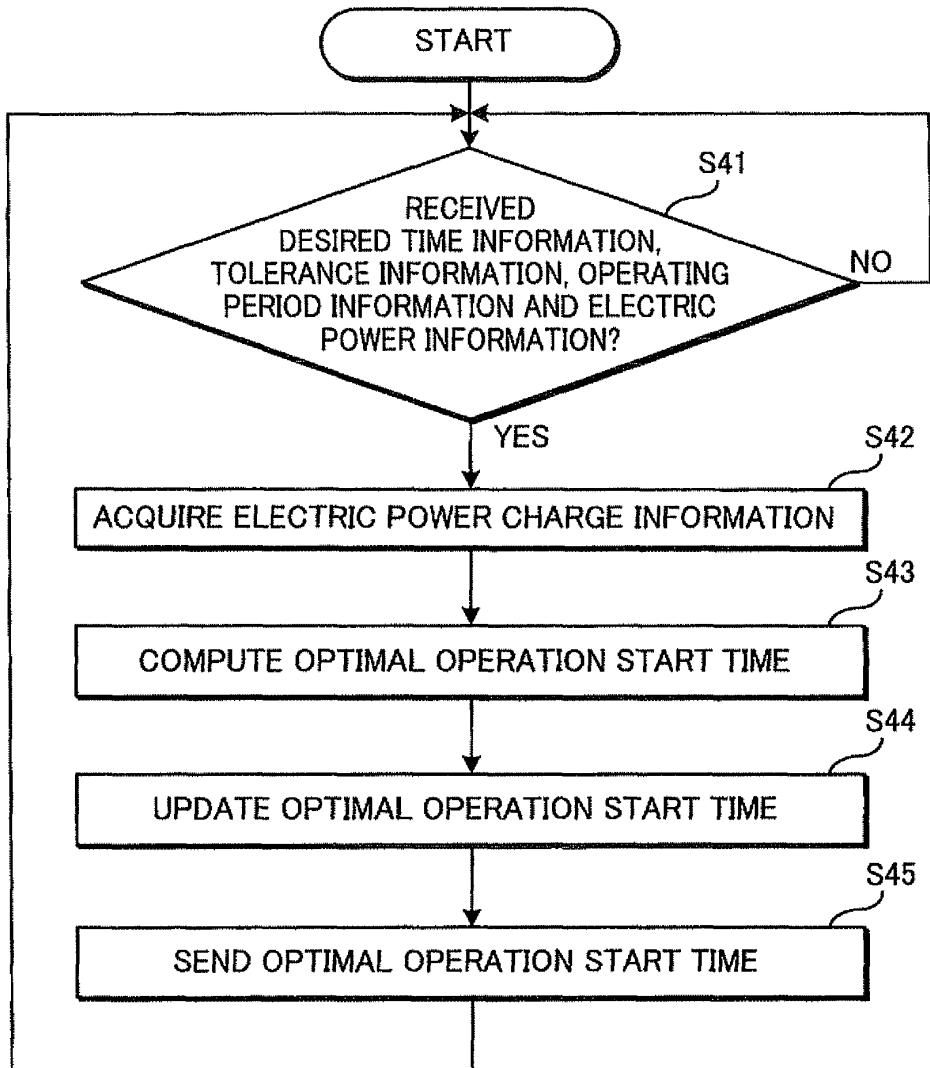 START
S41
RECEIVED
DESIRED TIME INFORMATION,
TOLERANCE INFORMATION, OPERATING
PERIOD INFORMATION AND ELECTRIC
POWER INFORMATION?
NO
YES
S42
ACQUIRE ELECTRIC POWER CHARGE INFORMATION
S43
COMPUTE OPTIMAL OPERATION START TIME
S44
UPDATE OPTIMAL OPERATION START TIME
S45
SEND OPTIMAL OPERATION START TIME